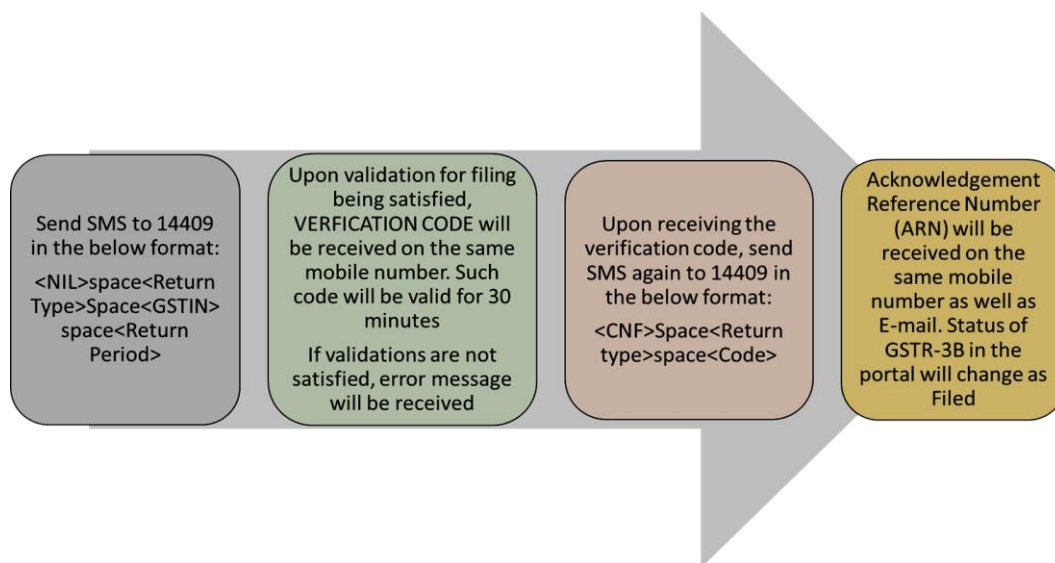 Send SMS to 14409
in the below format:
<NIL>space<Return
Type>Space<GSTIN>
space<Return
Period>
Upon validation for filing
being satisfied,
VERFICATION CODE will
be received on the same
mobile number. Such
code will be valid for 30
minutes
If validations are not
satisfied, error message
will be received
Upon receiving the
verification code, send
SMS again to 14409 in
the below format:
<CNF>Space<Return
type>space<Code>
Acknowledgement
Reference Number
(ARN) will be
received on the
same mobile
number as well as
E-mail. Status of
GSTR-3B in the
portal will change as
Filed